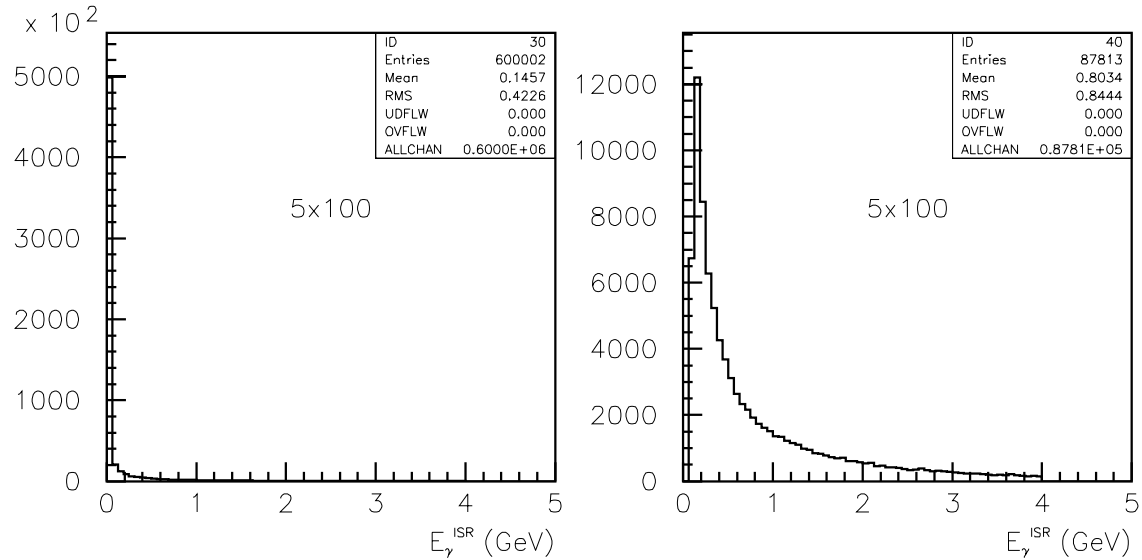 x 10²
5000
4000
3000
2000
1000
0
ID 30
Entries 600002
Mean 0.1457
RMS 0.4226
UDFLW 0.000
OVFLW 0.000
ALLCHAN 0.6000E+06
5x100
0 1 2 3 4 5
E_γ^ISR (GeV)
12000
10000
8000
6000
4000
2000
0
ID 40
Entries 87813
Mean 0.8034
RMS 0.8444
UDFLW 0.000
OVFLW 0.000
ALLCHAN 0.8781E+05
5x100
0 1 2 3 4 5
E_γ^ISR (GeV)